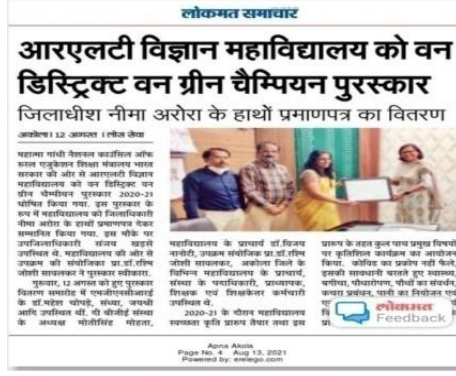 लोकमत समाचार
आरएलटी विज्ञान महाविद्यालय को वन
डिस्ट्रिक्ट वन ग्रीन चैम्पियन पुरस्कार
जिलाधीश नीमा अरोरा के हाथों प्रमाणपत्र का वितरण
अकोला। 12 अगस्त । लोस सेवा
महात्मा गांधी नैशनल काउंसिल ऑफ
रूरल एजुकेशन शिक्षा मंत्रालय भारत
सरकार की ओर से आरएलटी विज्ञान
महाविद्यालय को वन डिस्ट्रिक्ट वन
ग्रीन चैम्पियन पुरस्कार 2020-21
घोषित किया गया. इस पुरस्कार के
रूप में महाविद्यालय को जिलाधिकारी
नीमा अरोरा के हाथों प्रमाणपत्र देकर
सम्मानित किया गया. इस मौके पर
उपजिलाधिकारी संजय खड़से
उपस्थित थे. महाविद्यालय की ओर से
उपक्रम की संयोजिका प्रा.डॉ.रश्मि
जोशी सावलकर ने पुरस्कार स्वीकारा.
गुरुवार, 12 अगस्त को हुए पुरस्कार
वितरण समारोह में एमजीएनसीआरई
के डॉ.महेश चोपड़े, संध्या, जयश्री
आदि उपस्थित थीं. दी बीजीई संस्था
के अध्यक्ष मोतीसिंह मोहता,
महाविद्यालय के प्राचार्य डॉ.विजय
नानोटी, उपक्रम संयोजिका प्रा.डॉ.रश्मि
जोशी सावलकर, अकोला जिले के
विभिन्न महाविद्यालय के प्राचार्य,
संस्था के पदाधिकारी, प्राध्यापक,
शिक्षक एवं शिक्षकेत्तर कर्मचारी
उपस्थित थे.
2020-21 के दौरान महाविद्यालय
स्वच्छता कृति प्रारूप तैयार तथा इस
प्रारूप के तहत कुल पाच प्रमुख विषयों
पर कृतिशील कार्यक्रम का आयोजन
किया. कोविड का प्रकोप नहीं फैले,
इसकी सावधानी बरतते हुए स्वास्थ्य,
बगीचा, पौधारोपण, पौधों का संवर्धन,
कचरा प्रबंधन, पानी का नियोजन एवं
लोकमत
Feedback
Apna Akola
Page No. 4 Aug 13, 2021
Powered by: erelego.com